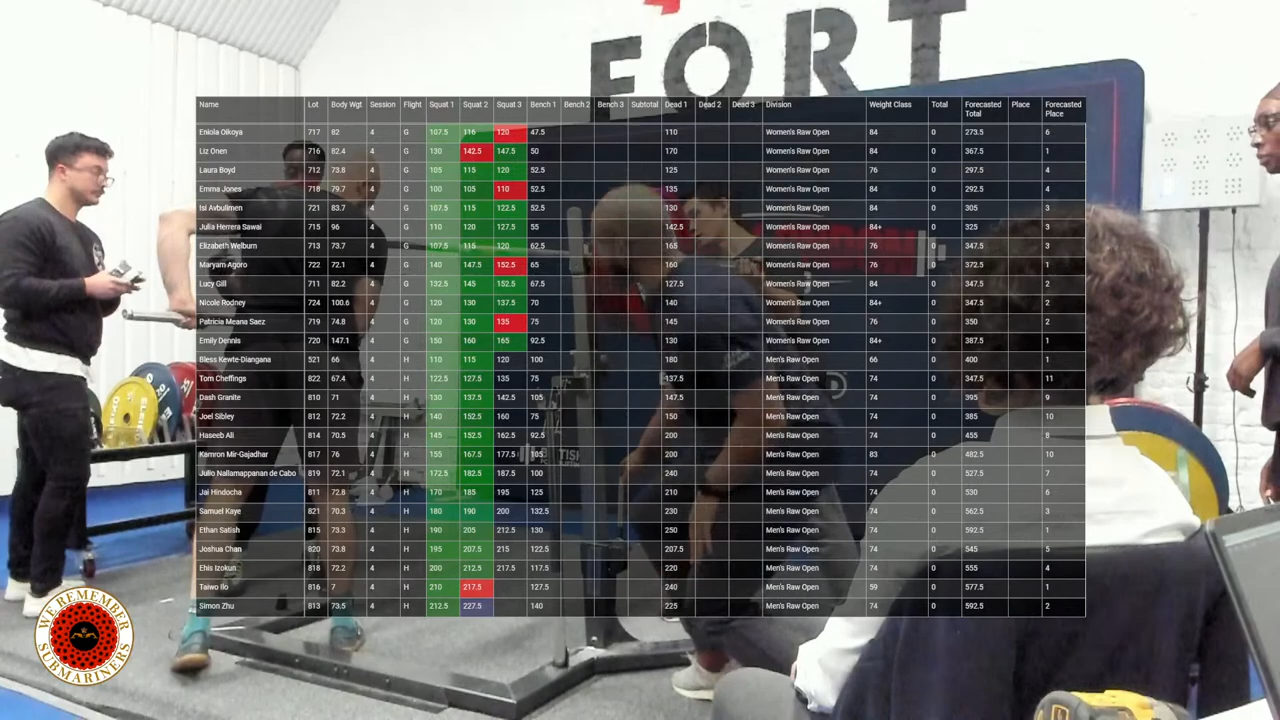 FORT
Name Lot Body Wgt Session Flight Squat 1 Squat 2 Squat 3 Bench 1 Bench 2 Bench 3 Subtotal Dead 1 Dead 2 Dead 3 Division Weight Class Total Forecasted Total Place Forecasted Place
Eniola Oikoya 717 82 4 G 107.5 116 120 47.5 110 Women's Raw Open 84 0 273.5 6
Liz Onen 716 82.4 4 G 130 142.5 147.5 50 170 Women's Raw Open 84 0 367.5 1
Laura Boyd 712 73.8 4 G 105 115 120 52.5 125 Women's Raw Open 76 0 297.5 4
Emma Jones 718 79.7 4 G 100 105 110 52.5 135 Women's Raw Open 84 0 292.5 4
Isi Avbulimen 721 83.7 4 G 107.5 115 122.5 52.5 130 Women's Raw Open 84 0 305 3
Julia Herrera Sawai 715 96 4 G 110 120 127.5 55 142.5 Women's Raw Open 84+ 0 325 3
Elizabeth Welburn 713 73.7 4 G 107.5 115 120 62.5 165 Women's Raw Open 76 0 347.5 3
Maryam Agoro 722 72.1 4 G 140 147.5 152.5 65 160 Women's Raw Open 76 0 372.5 1
Lucy Gill 711 82.2 4 G 132.5 145 152.5 67.5 127.5 Women's Raw Open 84 0 347.5 2
Nicole Rodney 724 100.6 4 G 120 130 137.5 70 140 Women's Raw Open 84+ 0 347.5 2
Patricia Meana Saez 719 74.8 4 G 120 130 135 75 145 Women's Raw Open 76 0 350 2
Emily Dennis 720 147.1 4 G 150 160 165 92.5 130 Women's Raw Open 84+ 0 387.5 1
Bless Kewte-Diangana 521 66 4 H 110 115 120 100 180 Men's Raw Open 66 0 400 1
Tom Cheffings 822 67.4 4 H 122.5 127.5 135 75 137.5 Men's Raw Open 74 0 347.5 11
Dash Granite 810 71 4 H 130 137.5 142.5 105 147.5 Men's Raw Open 74 0 395 9
Joel Sibley 812 72.2 4 H 140 152.5 160 75 150 Men's Raw Open 74 0 385 10
Haseeb Ali 814 70.5 4 H 145 152.5 162.5 92.5 200 Men's Raw Open 74 0 455 8
Kamron Mir-Gajadhar 817 76 4 H 155 167.5 177.5 105 200 Men's Raw Open 83 0 482.5 10
Julio Nallamappanan de Cabo 819 72.1 4 H 172.5 182.5 187.5 100 240 Men's Raw Open 74 0 527.5 7
Jai Hindocha 811 72.8 4 H 170 185 195 125 210 Men's Raw Open 74 0 530 6
Samuel Kaye 821 70.3 4 H 180 190 200 132.5 230 Men's Raw Open 74 0 562.5 3
Ethan Satish 815 73.3 4 H 190 205 212.5 130 250 Men's Raw Open 74 0 592.5 1
Joshua Chan 820 73.8 4 H 195 207.5 215 122.5 207.5 Men's Raw Open 74 0 545 5
Ehis Izokun 818 72.2 4 H 200 212.5 217.5 117.5 220 Men's Raw Open 74 0 555 4
Taiwo Ilo 816 7 4 H 210 217.5 127.5 240 Men's Raw Open 59 0 577.5 1
Simon Zhu 813 73.5 4 H 212.5 227.5 140 225 Men's Raw Open 74 0 592.5 2
WE REMEMBER
SUBMARINERS